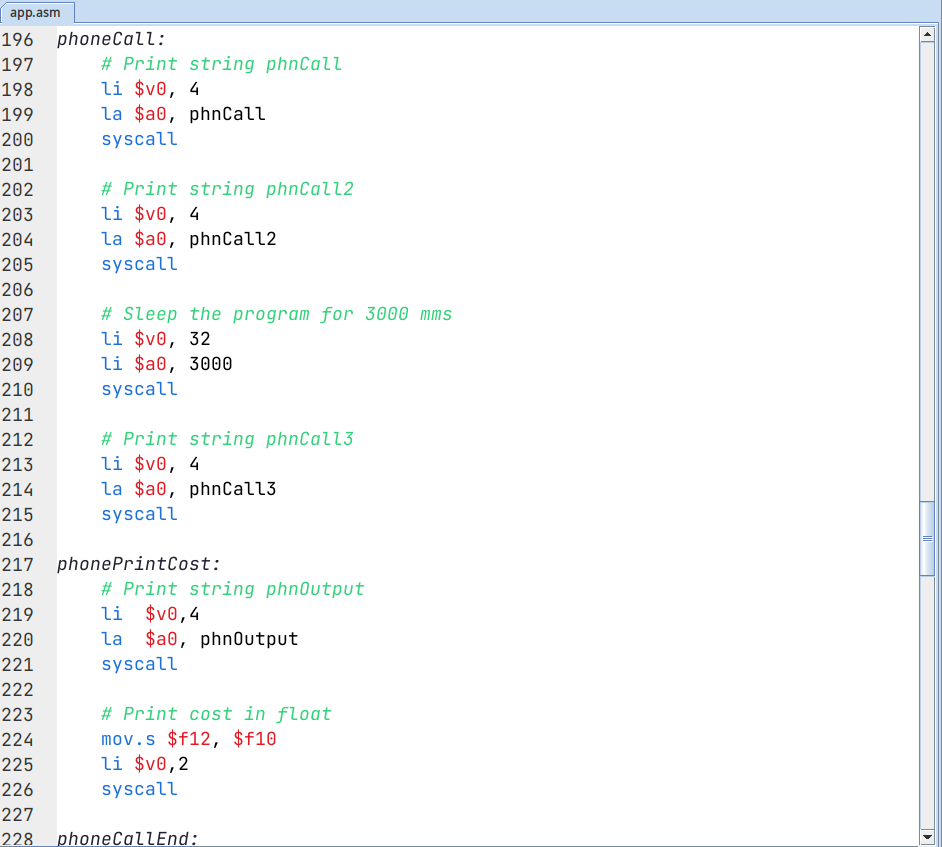 app.asm
196 phoneCall:
197     # Print string phnCall
198     li $v0, 4
199     la $a0, phnCall
200     syscall
201
202     # Print string phnCall2
203     li $v0, 4
204     la $a0, phnCall2
205     syscall
206
207     # Sleep the program for 3000 mms
208     li $v0, 32
209     li $a0, 3000
210     syscall
211
212     # Print string phnCall3
213     li $v0, 4
214     la $a0, phnCall3
215     syscall
216
217 phonePrintCost:
218     # Print string phnOutput
219     li  $v0,4
220     la  $a0, phnOutput
221     syscall
222
223     # Print cost in float
224     mov.s $f12, $f10
225     li $v0,2
226     syscall
227
228 phoneCallEnd: